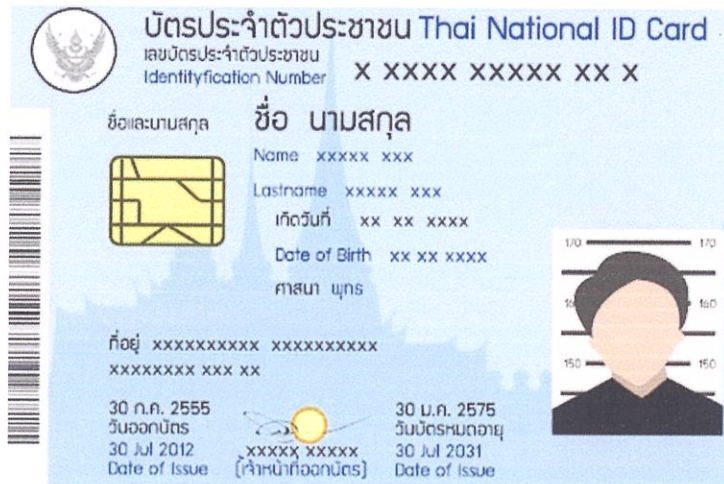 บัตรประจำตัวประชาชน Thai National ID Card
เลขบัตรประจำตัวประชาชน
Identityfication Number X XXXX XXXXX XX X
ชื่อและนามสกุล ชื่อ นามสกุล
Name xxxxx xxx
Lastname xxxxx xxx
เกิดวันที่ xx xx xxxx
Date of Birth xx xx xxxx
ศาสนา พุทธ
170 170
160
150 150
ที่อยู่ xxxxxxxxxx xxxxxxxxxx
xxxxxxxx xxx xx
30 ก.ค. 2555 30 ม.ค. 2575
วันออกบัตร วันบัตรหมดอายุ
30 Jul 2012 xxxxx xxxxx 30 Jul 2031
Date of Issue (เจ้าหน้าที่ออกบัตร) Date of Issue